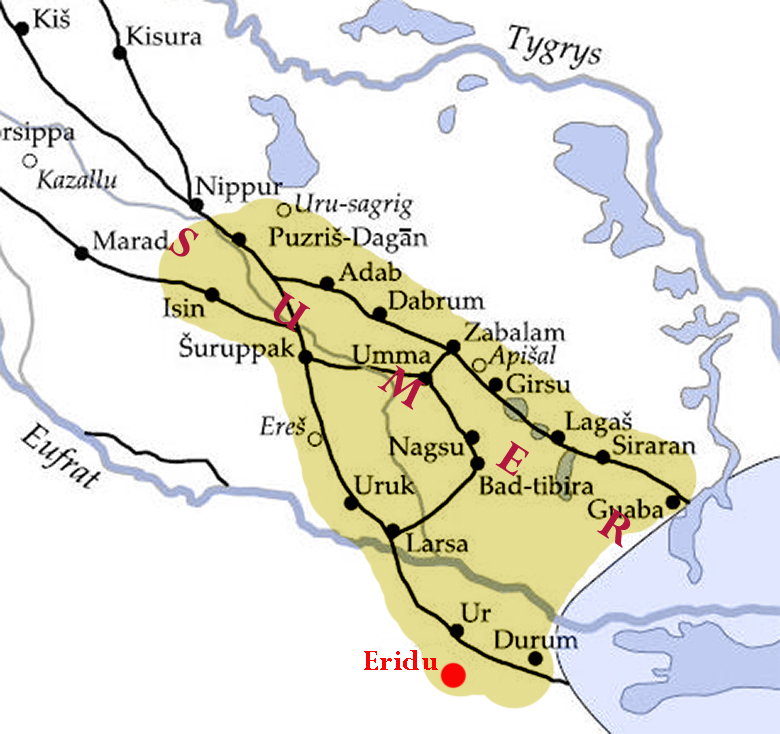 Kiš
Kisura
Tygrys
rsippa
Kazallu
Nippur
Uru-sagrig
Marad
Puzriš-Dagān
Adab
Isin
Dabrum
Šuruppak
Umma
Zabalam
Apišal
Girsu
Ereš
Lagaš
Nagsu
Siraran
Eufrat
Uruk
Bad-tibira
Guaba
Larsa
Ur
Durum
Eridu
S U M E R